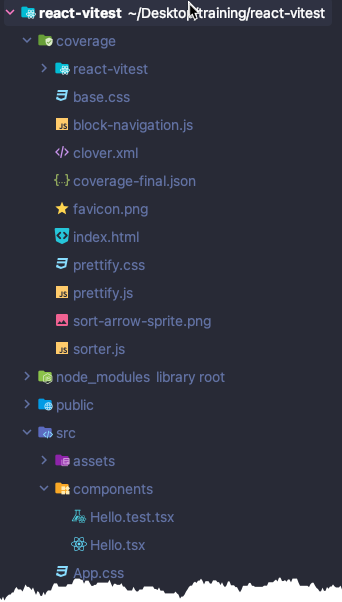 react-vitest ~/Desktop/training/react-vitest
coverage
react-vitest
base.css
block-navigation.js
clover.xml
coverage-final.json
favicon.png
index.html
prettify.css
prettify.js
sort-arrow-sprite.png
sorter.js
node_modules library root
public
src
assets
components
Hello.test.tsx
Hello.tsx
App.css